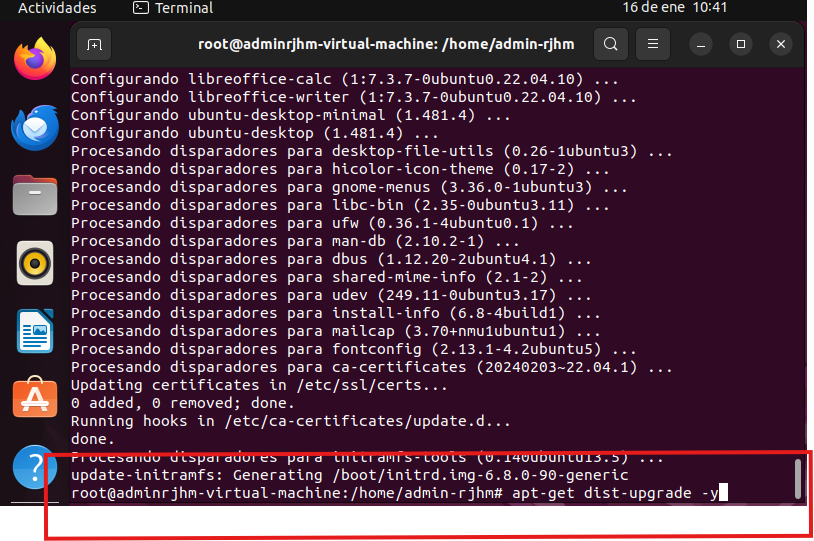 Actividades
Terminal
16 de ene 10:41
root@adminrjhm-virtual-machine: /home/admin-rjhm
Configurando libreoffice-calc (1:7.3.7-0ubuntu0.22.04.10) ...
Configurando libreoffice-writer (1:7.3.7-0ubuntu0.22.04.10) ...
Configurando ubuntu-desktop-minimal (1.481.4) ...
Configurando ubuntu-desktop (1.481.4) ...
Procesando disparadores para desktop-file-utils (0.26-1ubuntu3) ...
Procesando disparadores para hicolor-icon-theme (0.17-2) ...
Procesando disparadores para gnome-menus (3.36.0-1ubuntu3) ...
Procesando disparadores para libc-bin (2.35-0ubuntu3.11) ...
Procesando disparadores para ufw (0.36.1-4ubuntu0.1) ...
Procesando disparadores para man-db (2.10.2-1) ...
Procesando disparadores para dbus (1.12.20-2ubuntu4.1) ...
Procesando disparadores para shared-mime-info (2.1-2) ...
Procesando disparadores para udev (249.11-0ubuntu3.17) ...
Procesando disparadores para install-info (6.8-4build1) ...
Procesando disparadores para mailcap (3.70+nmu1ubuntu1) ...
Procesando disparadores para fontconfig (2.13.1-4.2ubuntu5) ...
Procesando disparadores para ca-certificates (20240203~22.04.1) ...
Updating certificates in /etc/ssl/certs...
0 added, 0 removed; done.
Running hooks in /etc/ca-certificates/update.d...
done.
Procesando disparadores para initramfs-tools (0.140ubuntu13.5) ...
update-initramfs: Generating /boot/initrd.img-6.8.0-90-generic
root@adminrjhm-virtual-machine:/home/admin-rjhm# apt-get dist-upgrade -y